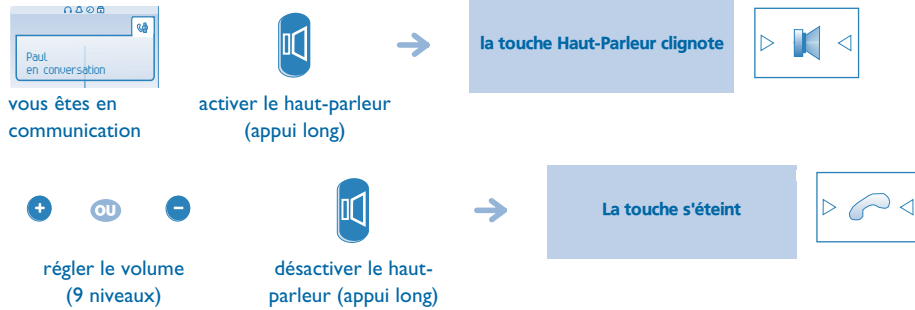 Paul
en conversation
la touche Haut-Parleur clignote
vous êtes en
communication
activer le haut-parleur
(appui long)
+
OU
-
La touche s'éteint
régler le volume
(9 niveaux)
désactiver le haut-
parleur (appui long)